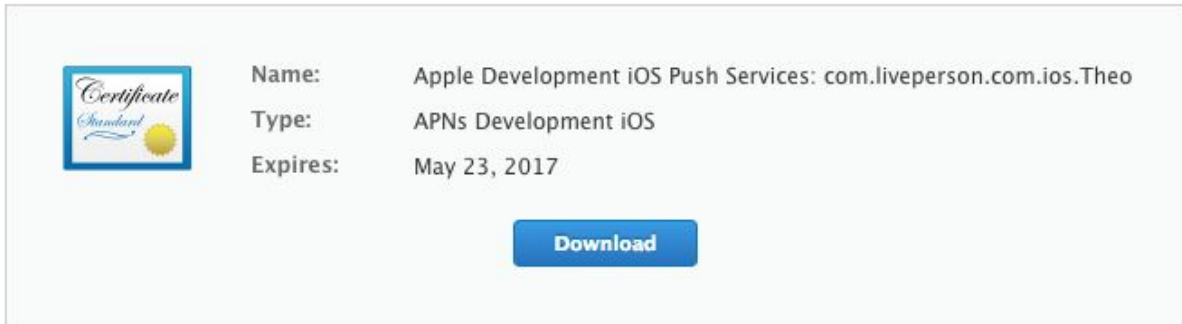 Certificate
Standard
Name: Apple Development iOS Push Services: com.liveperson.com.ios.Theo
Type: APNs Development iOS
Expires: May 23, 2017
Download